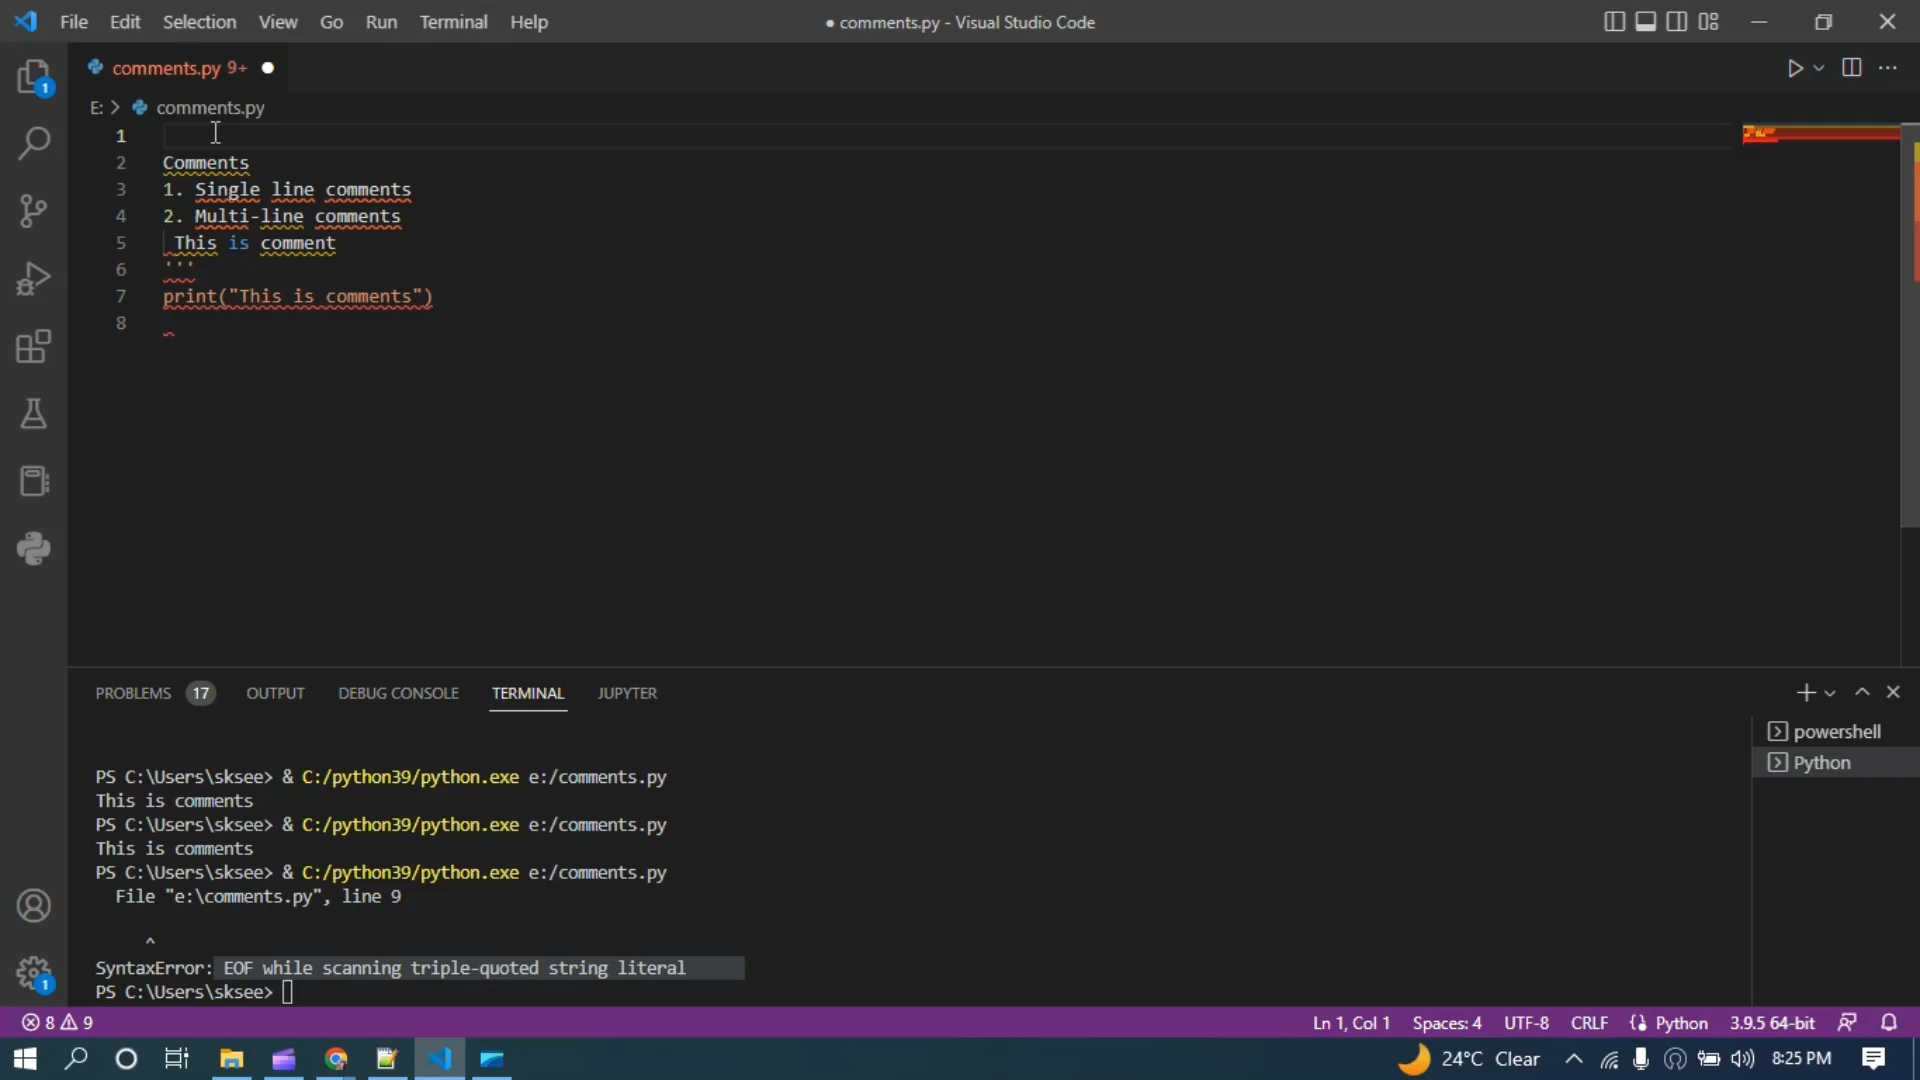 File Edit Selection View Go Run Terminal Help
● comments.py - Visual Studio Code
comments.py 9+ ●
E: > comments.py
1
2 Comments
3 1. Single line comments
4 2. Multi-line comments
5 This is comment
6 '''
7 print("This is comments")
8
1
PROBLEMS 17 OUTPUT DEBUG CONSOLE TERMINAL JUPYTER
PS C:\Users\sksee> & C:/python39/python.exe e:/comments.py
This is comments
PS C:\Users\sksee> & C:/python39/python.exe e:/comments.py
This is comments
PS C:\Users\sksee> & C:/python39/python.exe e:/comments.py
File "e:\comments.py", line 9
^
SyntaxError: EOF while scanning triple-quoted string literal
PS C:\Users\sksee>
powershell
Python
1
8 9
Ln 1, Col 1 Spaces: 4 UTF-8 CRLF Python 3.9.5 64-bit
24°C Clear 8:25 PM